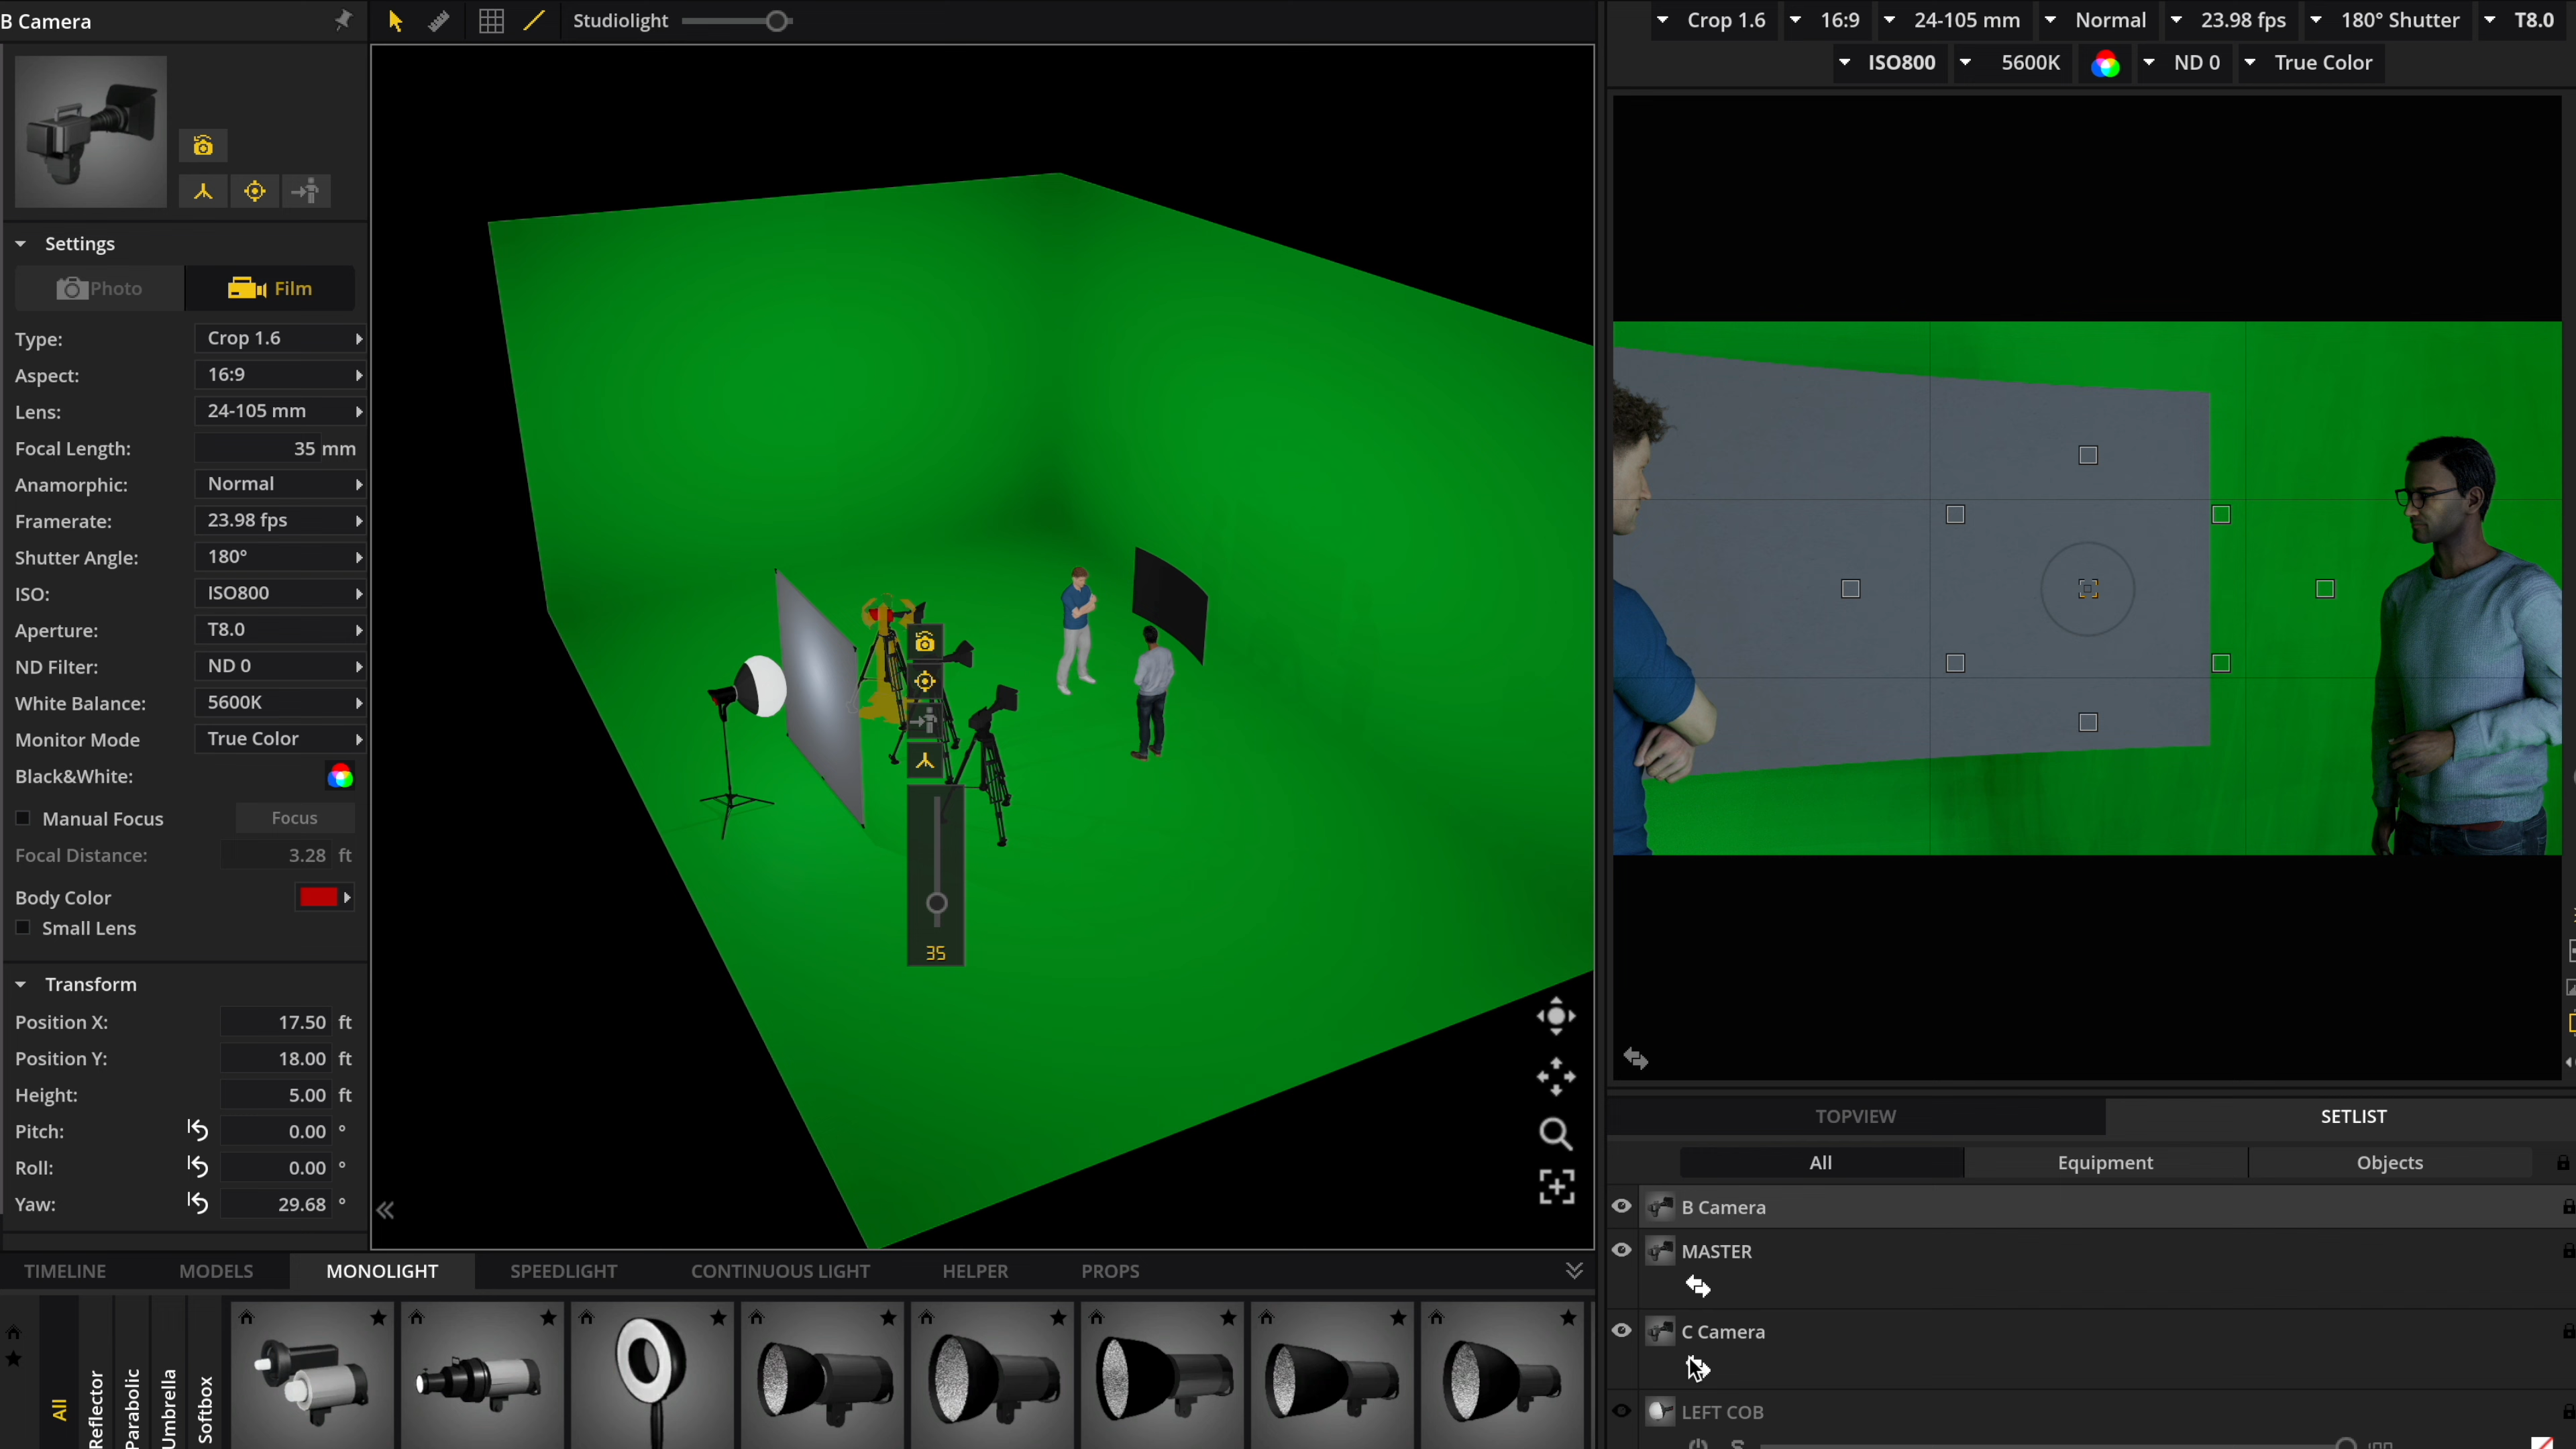 B Camera
Studiolight
Crop 1.6 16:9 24-105 mm Normal 23.98 fps 180° Shutter T8.0
ISO800 5600K ND 0 True Color
Settings
Photo Film
Type: Crop 1.6
Aspect: 16:9
Lens: 24-105 mm
Focal Length: 35 mm
Anamorphic: Normal
Framerate: 23.98 fps
Shutter Angle: 180°
ISO: ISO800
Aperture: T8.0
ND Filter: ND 0
White Balance: 5600K
Monitor Mode True Color
Black&White:
Manual Focus Focus
Focal Distance: 3.28 ft
Body Color
Small Lens
Transform
Position X: 17.50 ft
Position Y: 18.00 ft
Height: 5.00 ft
Pitch: 0.00 °
Roll: 0.00 °
Yaw: 29.68 °
35
TOPVIEW SETLIST
All Equipment Objects
B Camera
MASTER
C Camera
LEFT COB
TIMELINE MODELS MONOLIGHT SPEEDLIGHT CONTINUOUS LIGHT HELPER PROPS
All
Reflector
Parabolic
Umbrella
Softbox